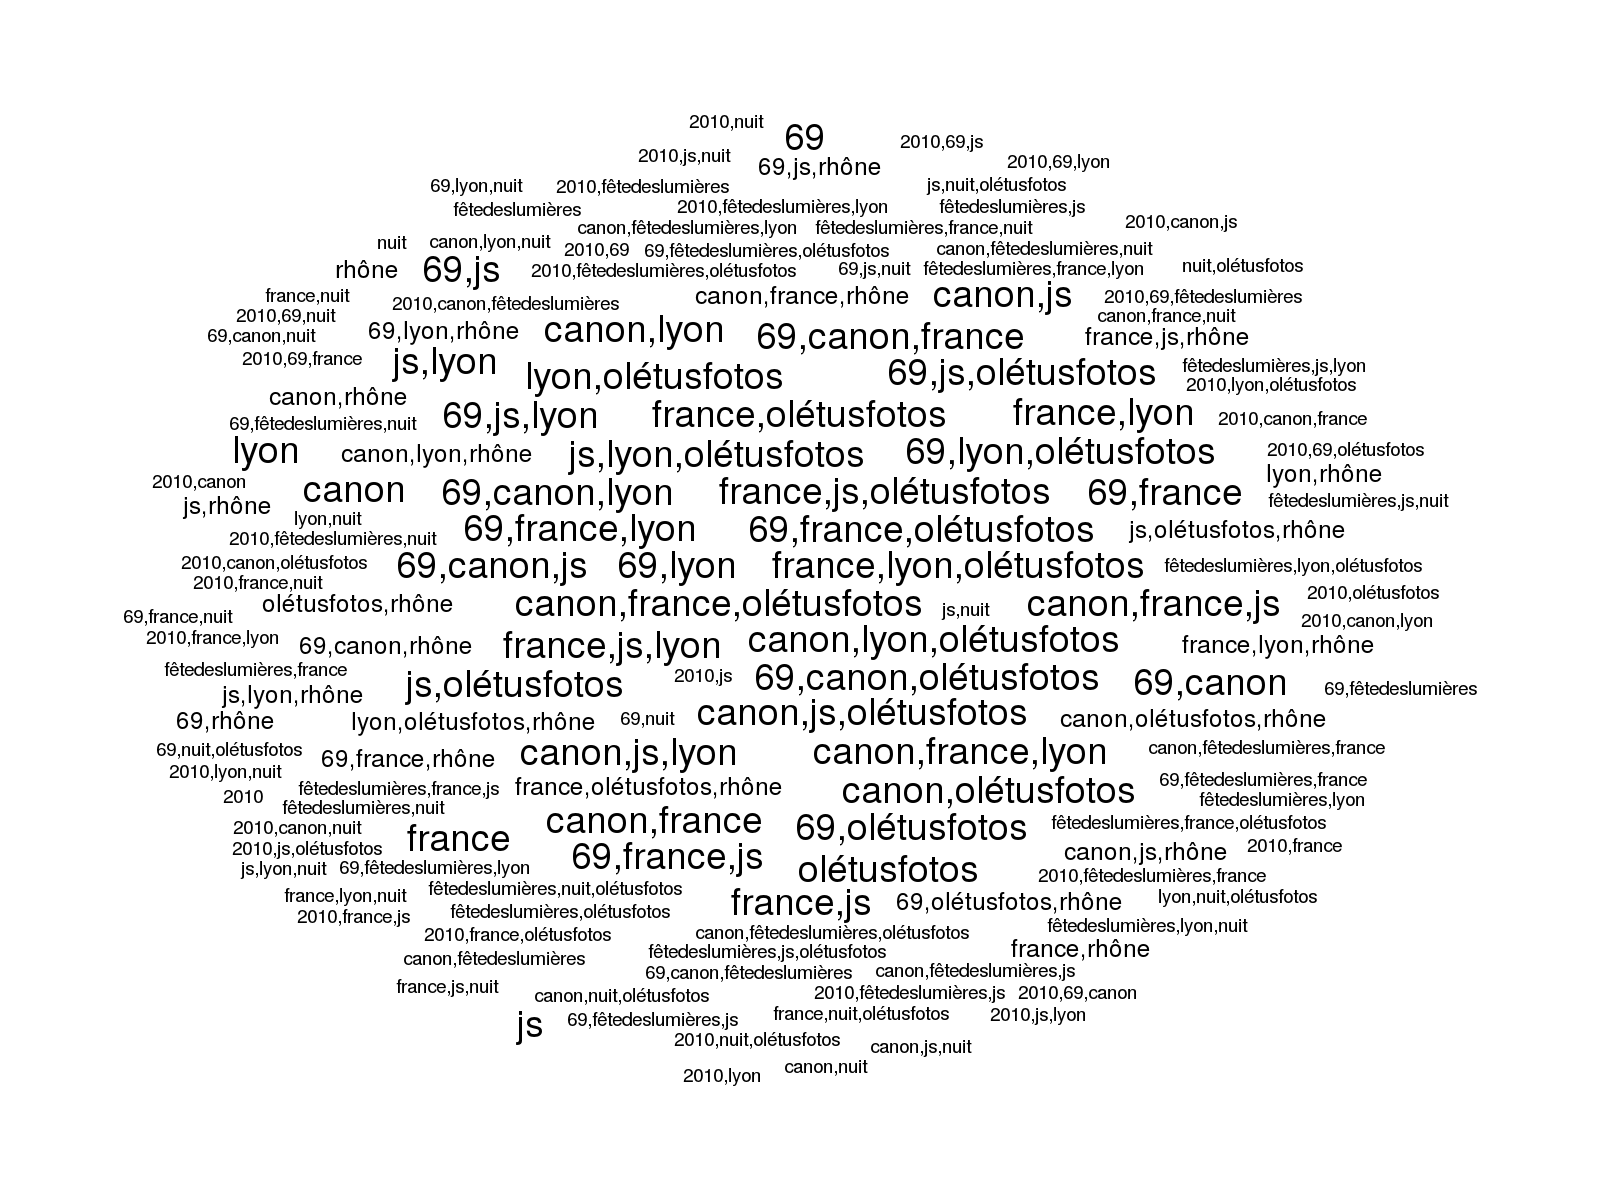 2010,nuit
69
2010,69,js
2010,js,nuit
69,js,rhône
2010,69,lyon
69,lyon,nuit
2010,fêtedeslumières
js,nuit,olétusfotos
fêtedeslumières
2010,fêtedeslumières,lyon
fêtedeslumières,js
2010,canon,js
canon,fêtedeslumières,lyon
fêtedeslumières,france,nuit
nuit
canon,lyon,nuit
2010,69
69,fêtedeslumières,olétusfotos
canon,fêtedeslumières,nuit
rhône
69,js
2010,fêtedeslumières,olétusfotos
69,js,nuit
fêtedeslumières,france,lyon
nuit,olétusfotos
france,nuit
2010,canon,fêtedeslumières
canon,france,rhône
canon,js
2010,69,fêtedeslumières
2010,69,nuit
canon,france,nuit
69,canon,nuit
69,lyon,rhône
canon,lyon
69,canon,france
france,js,rhône
2010,69,france
js,lyon
lyon,olétusfotos
69,js,olétusfotos
fêtedeslumières,js,lyon
2010,lyon,olétusfotos
canon,rhône
69,fêtedeslumières,nuit
69,js,lyon
france,olétusfotos
france,lyon
2010,canon,france
lyon
canon,lyon,rhône
js,lyon,olétusfotos
69,lyon,olétusfotos
2010,69,olétusfotos
lyon,rhône
2010,canon
js,rhône
canon
69,canon,lyon
france,js,olétusfotos
69,france
fêtedeslumières,js,nuit
lyon,nuit
2010,fêtedeslumières,nuit
69,france,lyon
69,france,olétusfotos
js,olétusfotos,rhône
2010,canon,olétusfotos
2010,france,nuit
69,canon,js
69,lyon
france,lyon,olétusfotos
fêtedeslumières,lyon,olétusfotos
olétusfotos,rhône
canon,france,olétusfotos
js,nuit
canon,france,js
2010,olétusfotos
69,france,nuit
2010,canon,lyon
2010,france,lyon
69,canon,rhône
france,js,lyon
canon,lyon,olétusfotos
france,lyon,rhône
fêtedeslumières,france
js,lyon,rhône
js,olétusfotos
2010,js
69,canon,olétusfotos
69,canon
69,fêtedeslumières
69,rhône
lyon,olétusfotos,rhône
69,nuit
canon,js,olétusfotos
canon,olétusfotos,rhône
69,nuit,olétusfotos
69,france,rhône
canon,js,lyon
canon,france,lyon
canon,fêtedeslumières,france
2010,lyon,nuit
2010
fêtedeslumières,france,js
france,olétusfotos,rhône
canon,olétusfotos
69,fêtedeslumières,france
fêtedeslumières,lyon
fêtedeslumières,nuit
2010,canon,nuit
france
canon,france
69,olétusfotos
fêtedeslumières,france,olétusfotos
2010,js,olétusfotos
69,france,js
canon,js,rhône
2010,france
js,lyon,nuit
69,fêtedeslumières,lyon
olétusfotos
2010,fêtedeslumières,france
france,lyon,nuit
fêtedeslumières,nuit,olétusfotos
france,js
69,olétusfotos,rhône
lyon,nuit,olétusfotos
2010,france,js
fêtedeslumières,olétusfotos
fêtedeslumières,lyon,nuit
2010,france,olétusfotos
canon,fêtedeslumières,olétusfotos
france,rhône
canon,fêtedeslumières
fêtedeslumières,js,olétusfotos
69,canon,fêtedeslumières
canon,fêtedeslumières,js
france,js,nuit
canon,nuit,olétusfotos
2010,fêtedeslumières,js
2010,69,canon
js
69,fêtedeslumières,js
france,nuit,olétusfotos
2010,js,lyon
2010,nuit,olétusfotos
canon,js,nuit
2010,lyon
canon,nuit